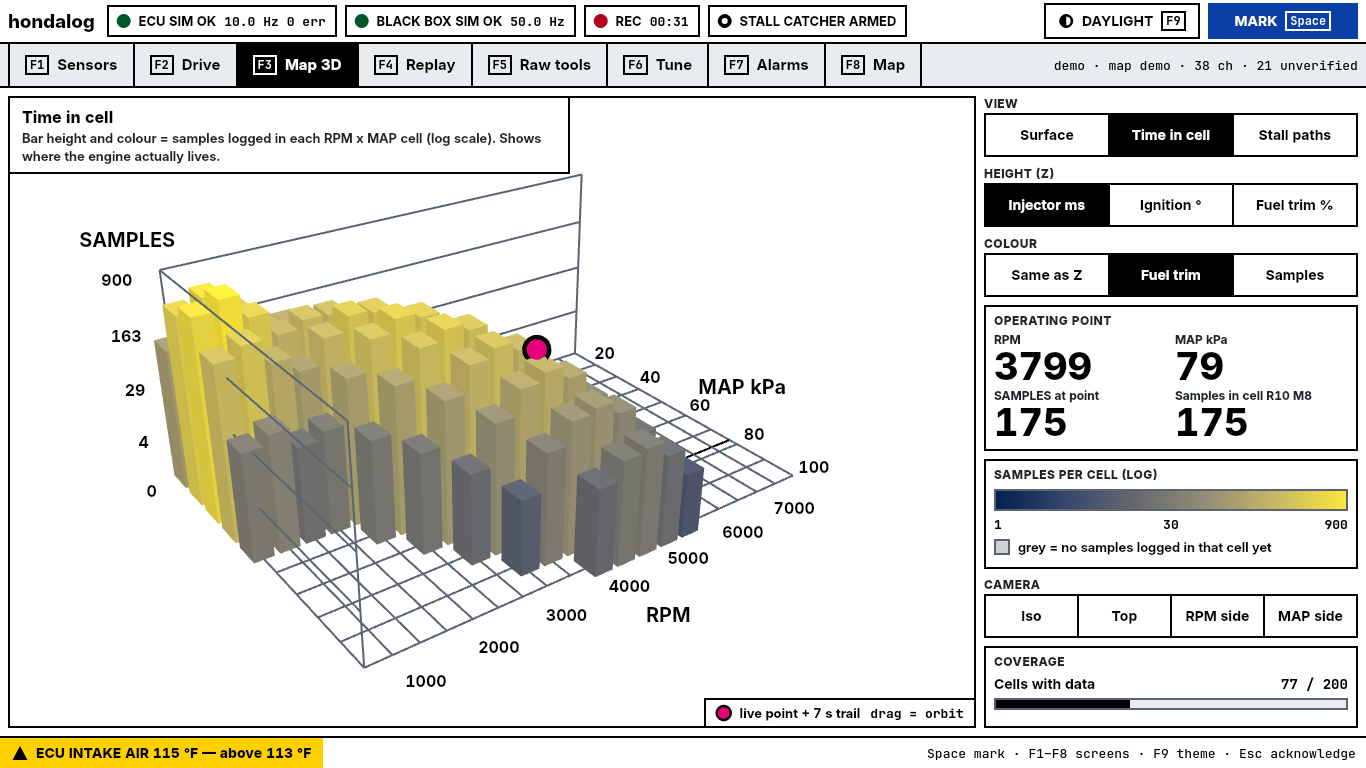 hondalog
ECU SIM OK 10.0 Hz 0 err
BLACK BOX SIM OK 50.0 Hz
REC 00:31
STALL CATCHER ARMED
DAYLIGHT F9
MARK Space
F1 Sensors
F2 Drive
F3 Map 3D
F4 Replay
F5 Raw tools
F6 Tune
F7 Alarms
F8 Map
demo · map demo · 38 ch · 21 unverified
Time in cell
Bar height and colour = samples logged in each RPM x MAP cell (log scale). Shows
where the engine actually lives.
SAMPLES
900
163
29
4
0
20
40
60
80
100
MAP kPa
7000
6000
5000
4000
3000
2000
1000
RPM
live point + 7 s trail drag = orbit
VIEW
Surface
Time in cell
Stall paths
HEIGHT (Z)
Injector ms
Ignition °
Fuel trim %
COLOUR
Same as Z
Fuel trim
Samples
OPERATING POINT
RPM MAP kPa
3799 79
SAMPLES at point Samples in cell R10 M8
175 175
SAMPLES PER CELL (LOG)
1 30 900
grey = no samples logged in that cell yet
CAMERA
Iso
Top
RPM side
MAP side
COVERAGE
Cells with data 77 / 200
ECU INTAKE AIR 115 °F — above 113 °F
Space mark · F1–F8 screens · F9 theme · Esc acknowledge